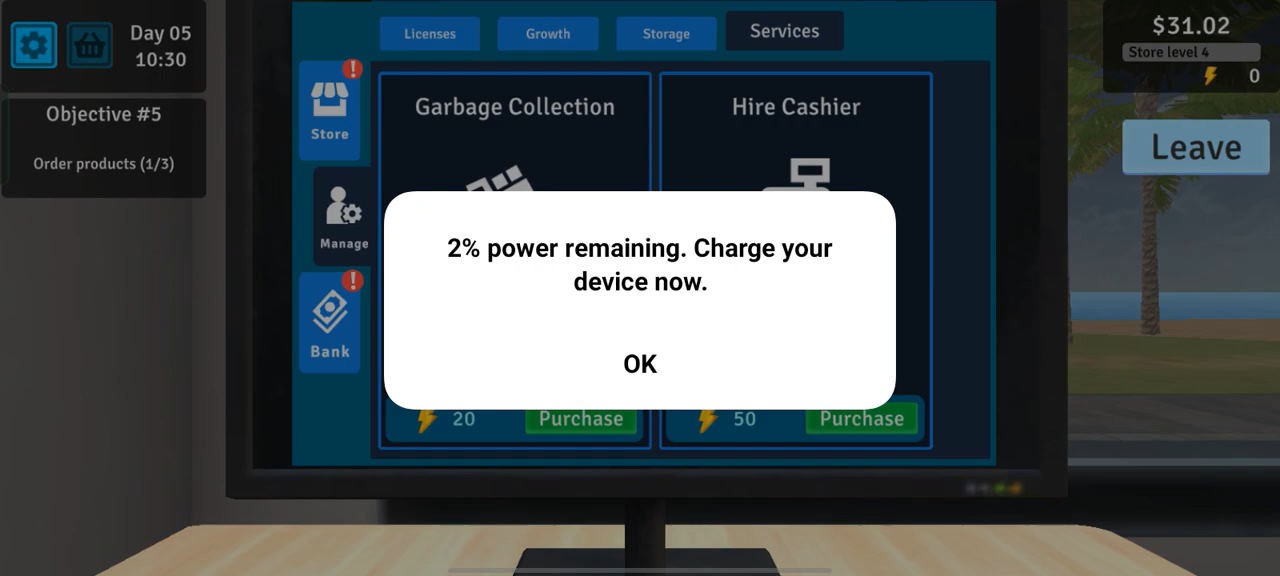 Day 05
10:30
Objective #5
Order products (1/3)
Licenses
Growth
Storage
Services
!
Store
Manage
!
Bank
Garbage Collection
Hire Cashier
2% power remaining. Charge your
device now.
OK
20
Purchase
50
Purchase
$31.02
Store level 4
0
Leave